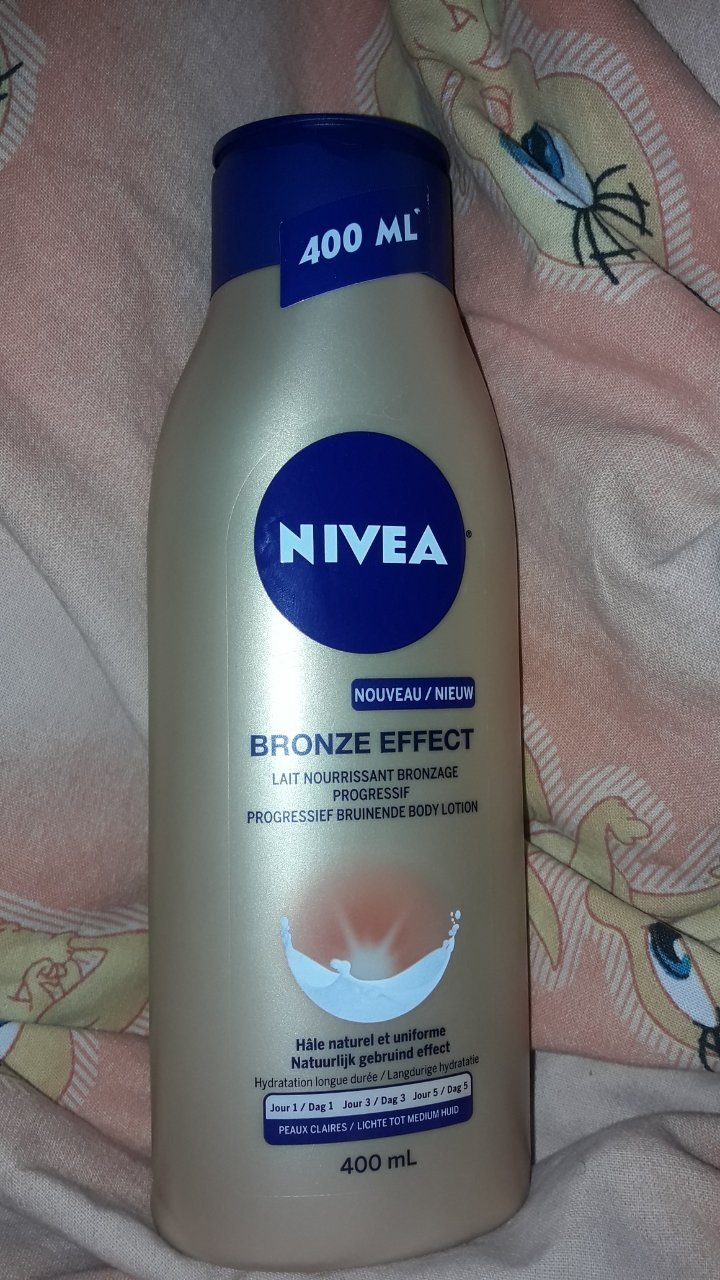 400 ML
NIVEA
NOUVEAU / NIEUW
BRONZE EFFECT
LAIT NOURRISSANT BRONZAGE
PROGRESSIF
PROGRESSIEF BRUINENDE BODY LOTION
Hâle naturel et uniforme
Natuurlijk gebruind effect
Hydratation longue durée / Langdurige hydratatie
Jour 1 / Dag 1 Jour 3 / Dag 3 Jour 5 / Dag 5
PEAUX CLAIRES / LICHTE TOT MEDIUM HUID
400 mL